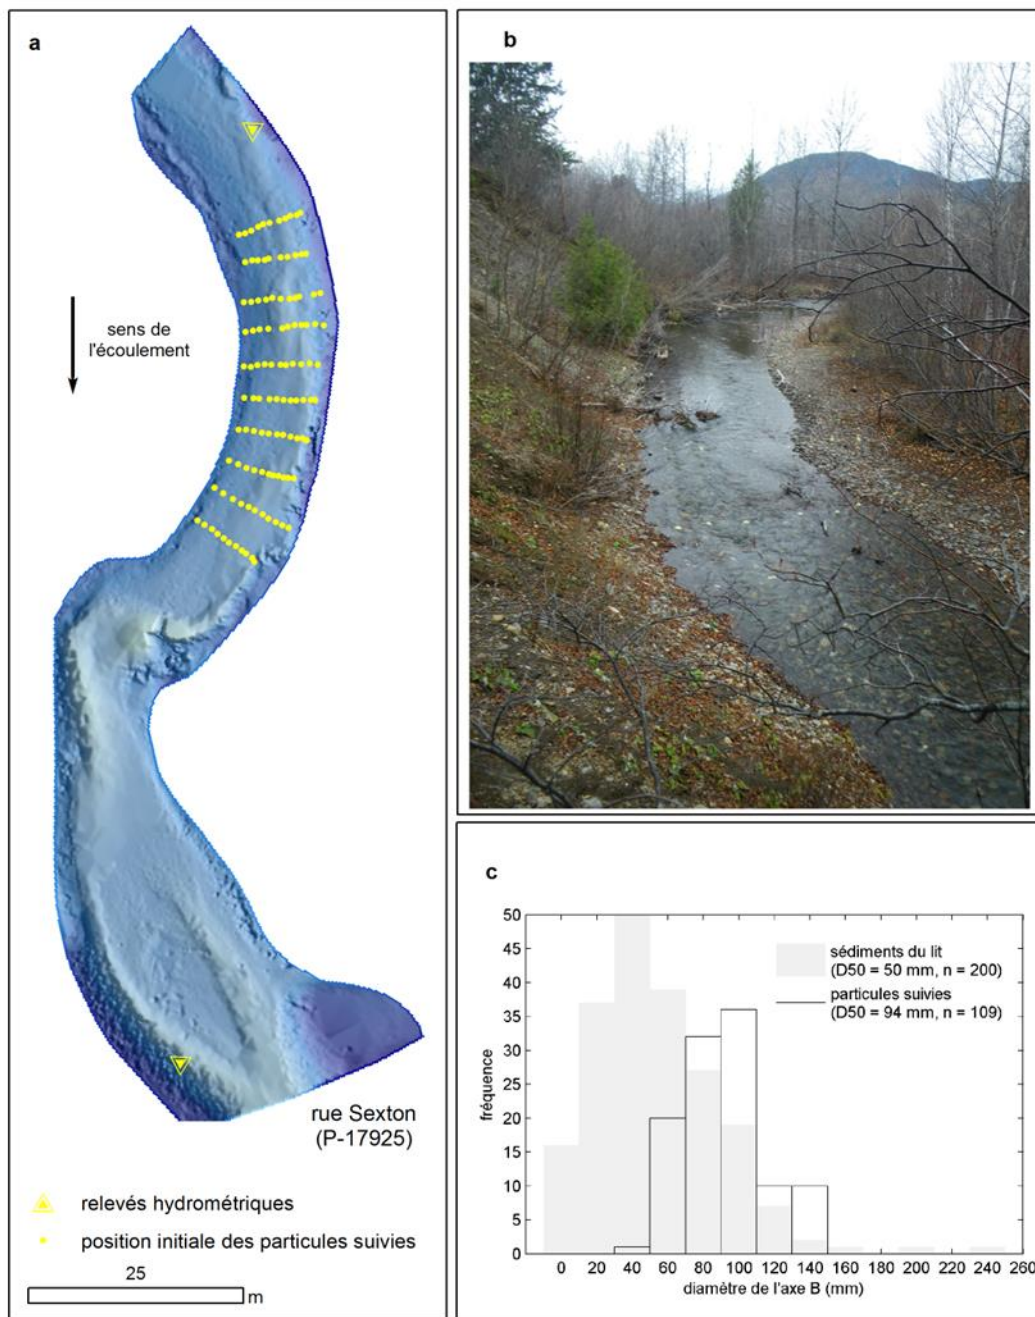 a
sens de
l'écoulement
rue Sexton
(P-17925)
relevés hydrométriques
position initiale des particules suivies
25
m
b
c
50
45
40
35
30
25
20
15
10
5
0
fréquence
sédiments du lit
(D50 = 50 mm, n = 200)
particules suivies
(D50 = 94 mm, n = 109)
0 20 40 60 80 100 120 140 160 180 200 220 240 260
diamètre de l'axe B (mm)